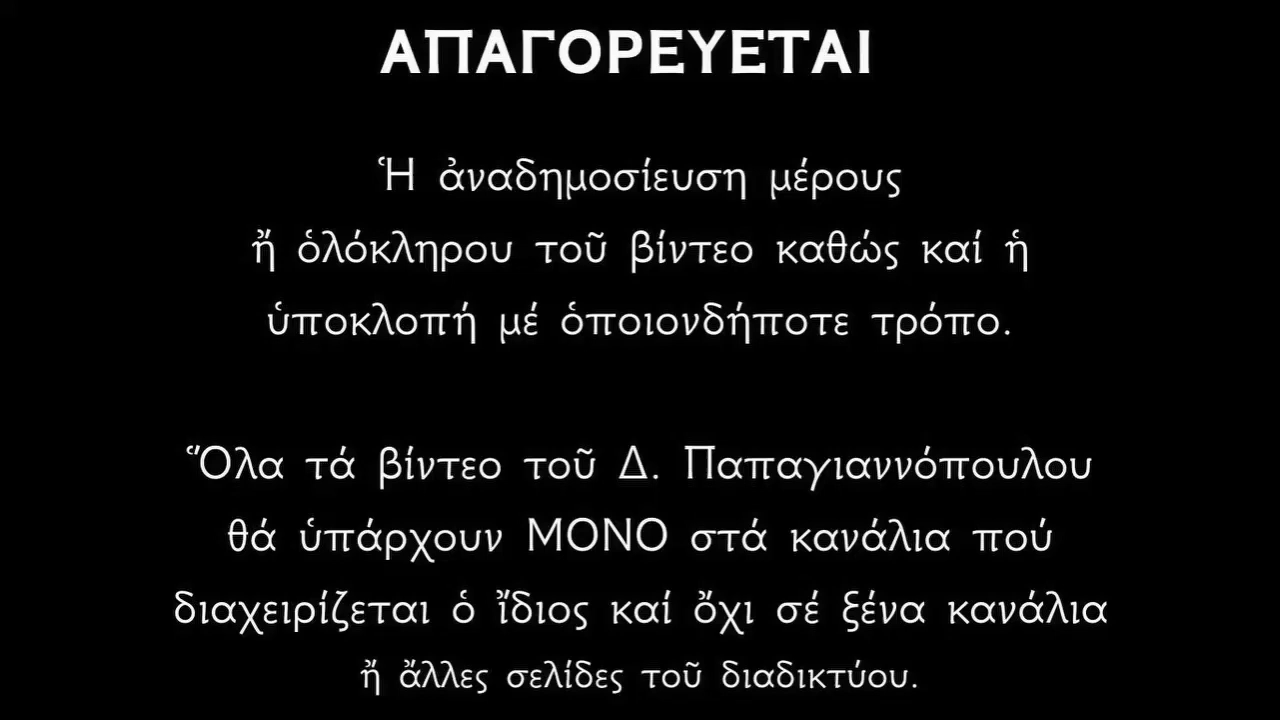 ΑΠΑΓΟΡΕΥΕΤΑΙ
Ἡ ἀναδημοσίευση μέρους
ἤ ὁλόκληρου τοῦ βίντεο καθώς καί ἡ
ὑποκλοπή μέ ὁποιονδήποτε τρόπο.
Ὅλα τά βίντεο τοῦ Δ. Παπαγιαννόπουλου
θά ὑπάρχουν ΜΟΝΟ στά κανάλια πού
διαχειρίζεται ὁ ἴδιος καί ὄχι σέ ξένα κανάλια
ἤ ἄλλες σελίδες τοῦ διαδικτύου.